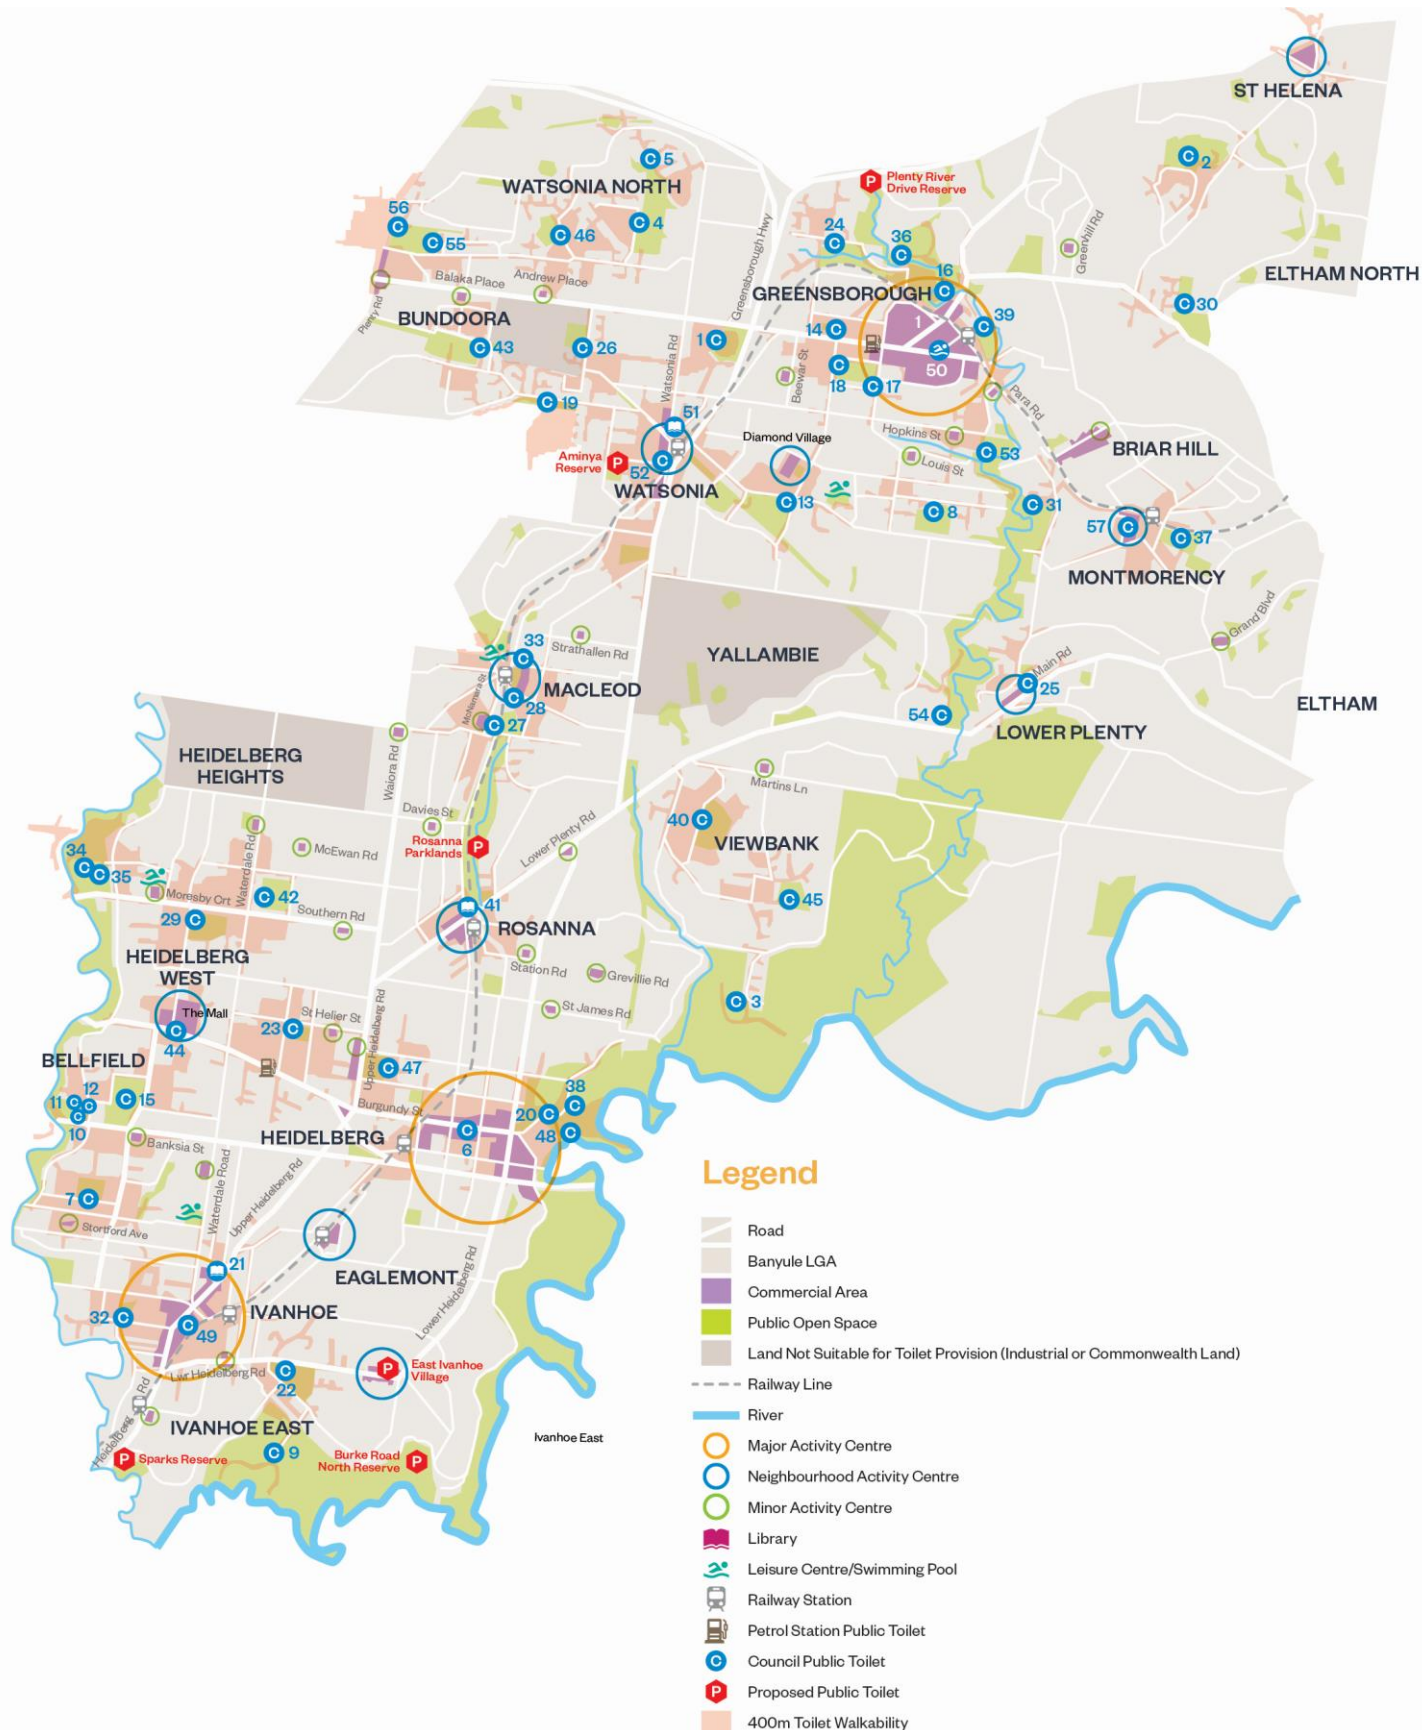 ST HELENA
C 2
C 5
WATSONIA NORTH
P Plenty River
Drive Reserve
56
C
C 55
C 46
C 4
24
C
36
C
Greensborough Hwy
Greenhill Rd
ELTHAM NORTH
Balaka Place
Andrew Place
GREENSBOROUGH
16
C
C 30
Plenty Rd
BUNDOORA
C 43
C 26
1 C
14 C
1
39
C
50
18
C
C 17
Beewar St
Para Rd
Watsonia Rd
C 19
51
Diamond Village
Hopkins St
Louis St
C 53
BRIAR HILL
Aminya
Reserve
P
52
C
WATSONIA
C 13
C 8
C 31
57 C
C 37
MONTMORENCY
Grand Blvd
33
C
Strathallen Rd
YALLAMBIE
McNamara St
MACLEOD
C
28
C 27
Main Rd
C 25
54 C
LOWER PLENTY
ELTHAM
HEIDELBERG
HEIGHTS
Waiora Rd
Martins Ln
Davies St
Rosanna
Parklands
P
Lower Plenty Rd
40 C
VIEWBANK
Waterdale Rd
McEwan Rd
34
C
C 35
Moresby Crt
C 42
Southern Rd
29 C
41
ROSANNA
C 45
HEIDELBERG
WEST
Station Rd
Grevillie Rd
C 3
The Mall
C
44
St Helier St
23 C
Upper Heidelberg Rd
St James Rd
BELLFIELD
C 47
11 C
12
C
C
10
C 15
Burgundy St
38
C
20 C
48 C
HEIDELBERG
C
6
Banksia St
Legend
7 C
Waterdale Road
Upper Heidelberg Rd
Stortford Ave
21
EAGLEMONT
Lower Heidelberg Rd
32 C
C
49
IVANHOE
Lwr Heidelberg Rd
C
22
P East Ivanhoe
Village
Heidelberg Rd
IVANHOE EAST
Ivanhoe East
P Sparks Reserve
C 9
Burke Road
North Reserve
P
Road
Banyule LGA
Commercial Area
Public Open Space
Land Not Suitable for Toilet Provision (Industrial or Commonwealth Land)
Railway Line
River
Major Activity Centre
Neighbourhood Activity Centre
Minor Activity Centre
Library
Leisure Centre/Swimming Pool
Railway Station
Petrol Station Public Toilet
C Council Public Toilet
P Proposed Public Toilet
400m Toilet Walkability